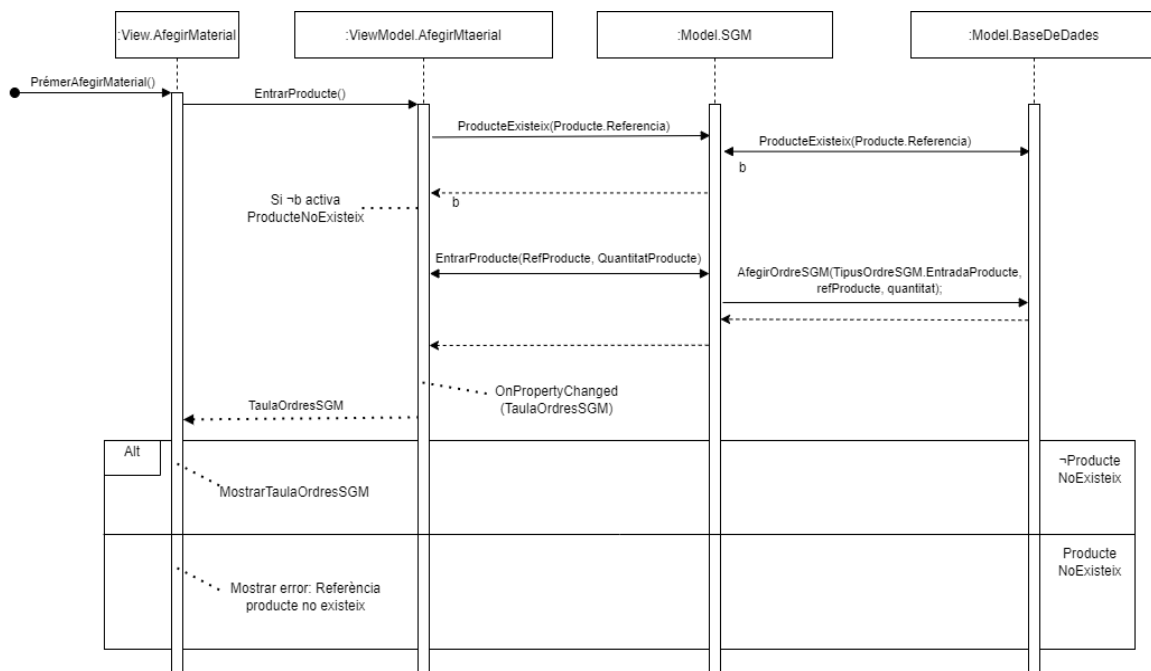 :View.AfegirMaterial
:ViewModel.AfegirMtaerial
:Model.SGM
:Model.BaseDeDades
PrémerAfegirMaterial()
EntrarProducte()
ProducteExisteix(Producte.Referencia)
ProducteExisteix(Producte.Referencia)
b
b
Si ¬b activa
ProducteNoExisteix
EntrarProducte(RefProducte, QuantitatProducte)
AfegirOrdreSGM(TipusOrdreSGM.EntradaProducte,
refProducte, quantitat);
OnPropertyChanged
(TaulaOrdresSGM)
TaulaOrdresSGM
Alt
¬Producte
NoExisteix
MostrarTaulaOrdresSGM
Producte
NoExisteix
Mostrar error: Referència
producte no existeix